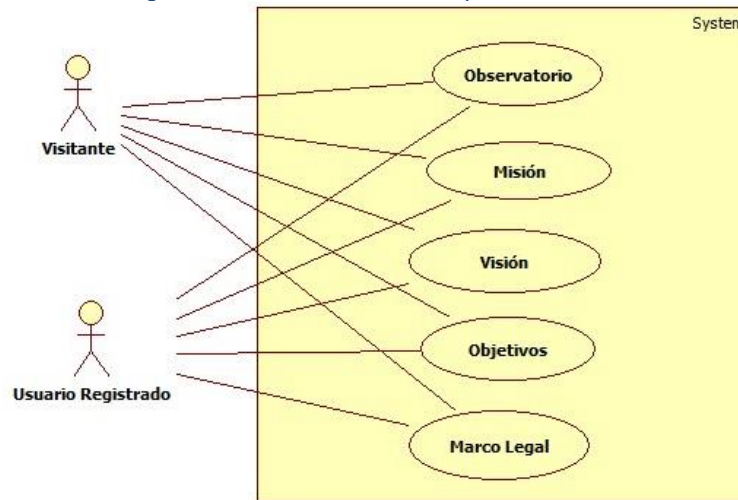 System
Observatorio
Visitante
Misión
Visión
Usuario Registrado
Objetivos
Marco Legal